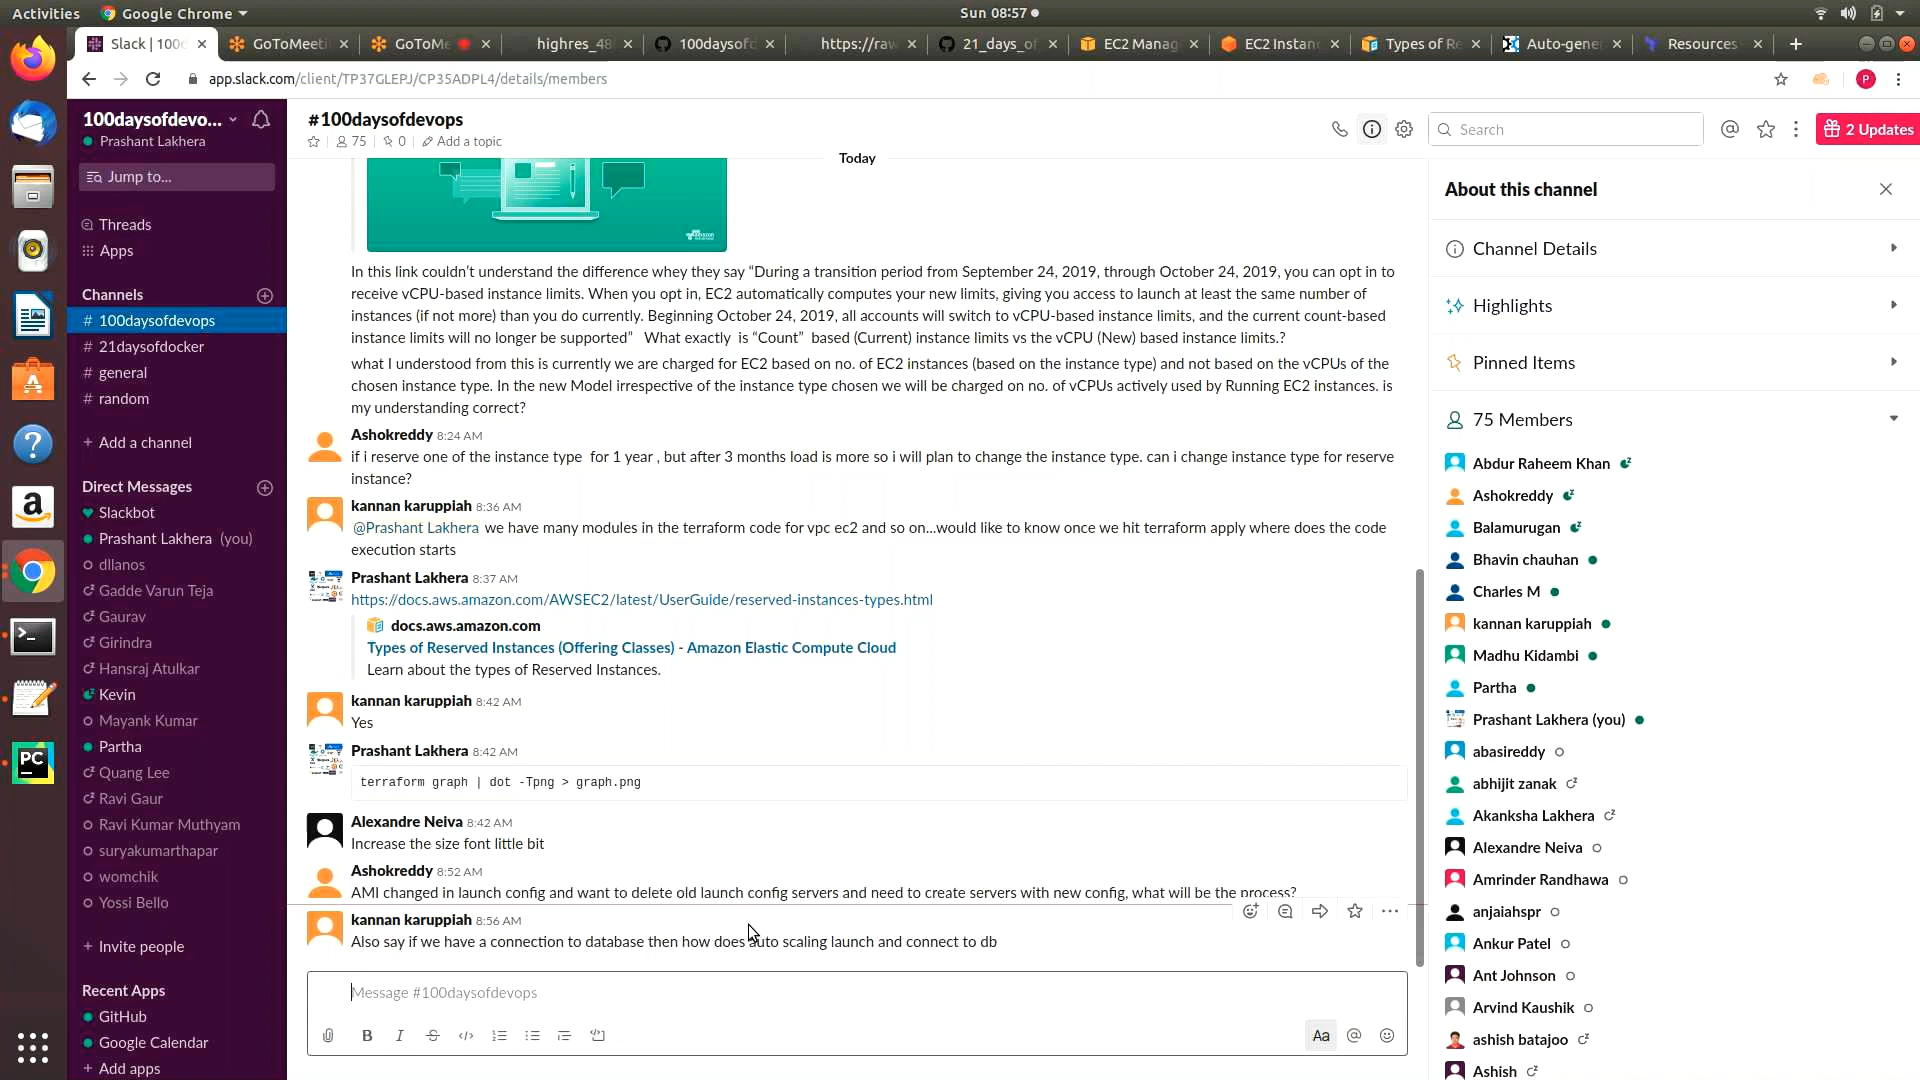 Activities
Google Chrome
Sun 08:57
Slack | 100d
GoToMeeti
GoToMe
highres_48
100daysofd
https://raw
21_days_of
EC2 Manag
EC2 Instanc
Types of Re
Auto-gene
Resources
app.slack.com/client/TP37GLEPJ/CP35ADPL4/details/members
P
100daysofdevo...
Prashant Lakhera
Jump to...
Threads
Apps
Channels
# 100daysofdevops
# 21daysofdocker
# general
# random
+ Add a channel
Direct Messages
Slackbot
Prashant Lakhera (you)
dllanos
Gadde Varun Teja
Gaurav
Girindra
Hansraj Atulkar
Kevin
Mayank Kumar
Partha
Quang Lee
Ravi Gaur
Ravi Kumar Muthyam
suryakumarthapar
womchik
Yossi Bello
+ Invite people
Recent Apps
GitHub
Google Calendar
+ Add apps
#100daysofdevops
75
0
Add a topic
Search
2 Updates
Today
amazon
In this link couldn't understand the difference whey they say “During a transition period from September 24, 2019, through October 24, 2019, you can opt in to
receive vCPU-based instance limits. When you opt in, EC2 automatically computes your new limits, giving you access to launch at least the same number of
instances (if not more) than you do currently. Beginning October 24, 2019, all accounts will switch to vCPU-based instance limits, and the current count-based
instance limits will no longer be supported” What exactly is “Count” based (Current) instance limits vs the vCPU (New) based instance limits.?
what I understood from this is currently we are charged for EC2 based on no. of EC2 instances (based on the instance type) and not based on the vCPUs of the
chosen instance type. In the new Model irrespective of the instance type chosen we will be charged on no. of vCPUs actively used by Running EC2 instances. is
my understanding correct?
Ashokreddy 8:24 AM
if i reserve one of the instance type for 1 year , but after 3 months load is more so i will plan to change the instance type. can i change instance type for reserve
instance?
kannan karuppiah 8:36 AM
@Prashant Lakhera we have many modules in the terraform code for vpc ec2 and so on...would like to know once we hit terraform apply where does the code
execution starts
Prashant Lakhera 8:37 AM
https://docs.aws.amazon.com/AWSEC2/latest/UserGuide/reserved-instances-types.html
docs.aws.amazon.com
Types of Reserved Instances (Offering Classes) - Amazon Elastic Compute Cloud
Learn about the types of Reserved Instances.
kannan karuppiah 8:42 AM
Yes
Prashant Lakhera 8:42 AM
terraform graph | dot -Tpng > graph.png
Alexandre Neiva 8:42 AM
Increase the size font little bit
Ashokreddy 8:52 AM
AMI changed in launch config and want to delete old launch config servers and need to create servers with new config, what will be the process?
kannan karuppiah 8:56 AM
Also say if we have a connection to database then how does auto scaling launch and connect to db
Message #100daysofdevops
B
I
S
Aa
@
About this channel
Channel Details
Highlights
Pinned Items
75 Members
Abdur Raheem Khan
Ashokreddy
Balamurugan
Bhavin chauhan
Charles M
kannan karuppiah
Madhu Kidambi
Partha
Prashant Lakhera (you)
abasireddy
abhijit zanak
Akanksha Lakhera
Alexandre Neiva
Amrinder Randhawa
anjaiahspr
Ankur Patel
Ant Johnson
Arvind Kaushik
ashish batajoo
Ashish